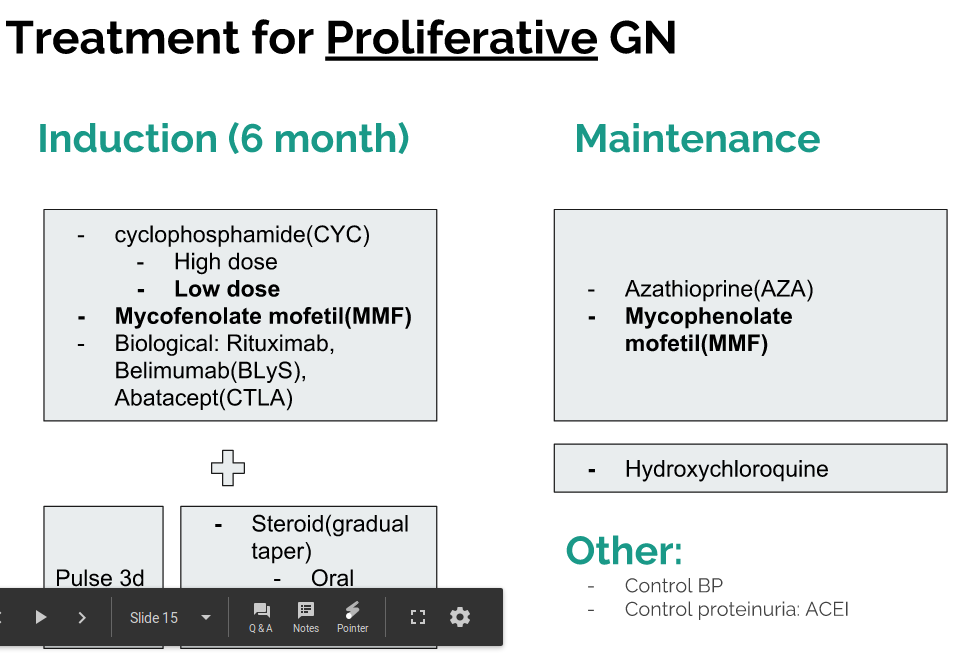 Treatment for Proliferative GN
Induction (6 month)
- cyclophosphamide(CYC)
- High dose
- Low dose
- Mycofenolate mofetil(MMF)
- Biological: Rituximab,
Belimumab(BLyS),
Abatacept(CTLA)
Pulse 3d
- Steroid(gradual
taper)
- Oral
Maintenance
- Azathioprine(AZA)
- Mycophenolate
mofetil(MMF)
- Hydroxychloroquine
Other:
- Control BP
- Control proteinuria: ACEI
Slide 15
Q & A
Notes
Pointer